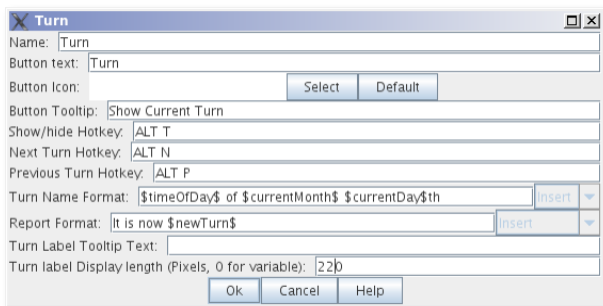 Turn
Name: Turn
Button text: Turn
Button Icon: Select Default
Button Tooltip: Show Current Turn
Show/hide Hotkey: ALT T
Next Turn Hotkey: ALT N
Previous Turn Hotkey: ALT P
Turn Name Format: $timeOfDay$ of $currentMonth$ $currentDay$th Insert
Report Format: It is now $newTurn$ Insert
Turn Label Tooltip Text:
Turn label Display length (Pixels, 0 for variable): 220
Ok Cancel Help